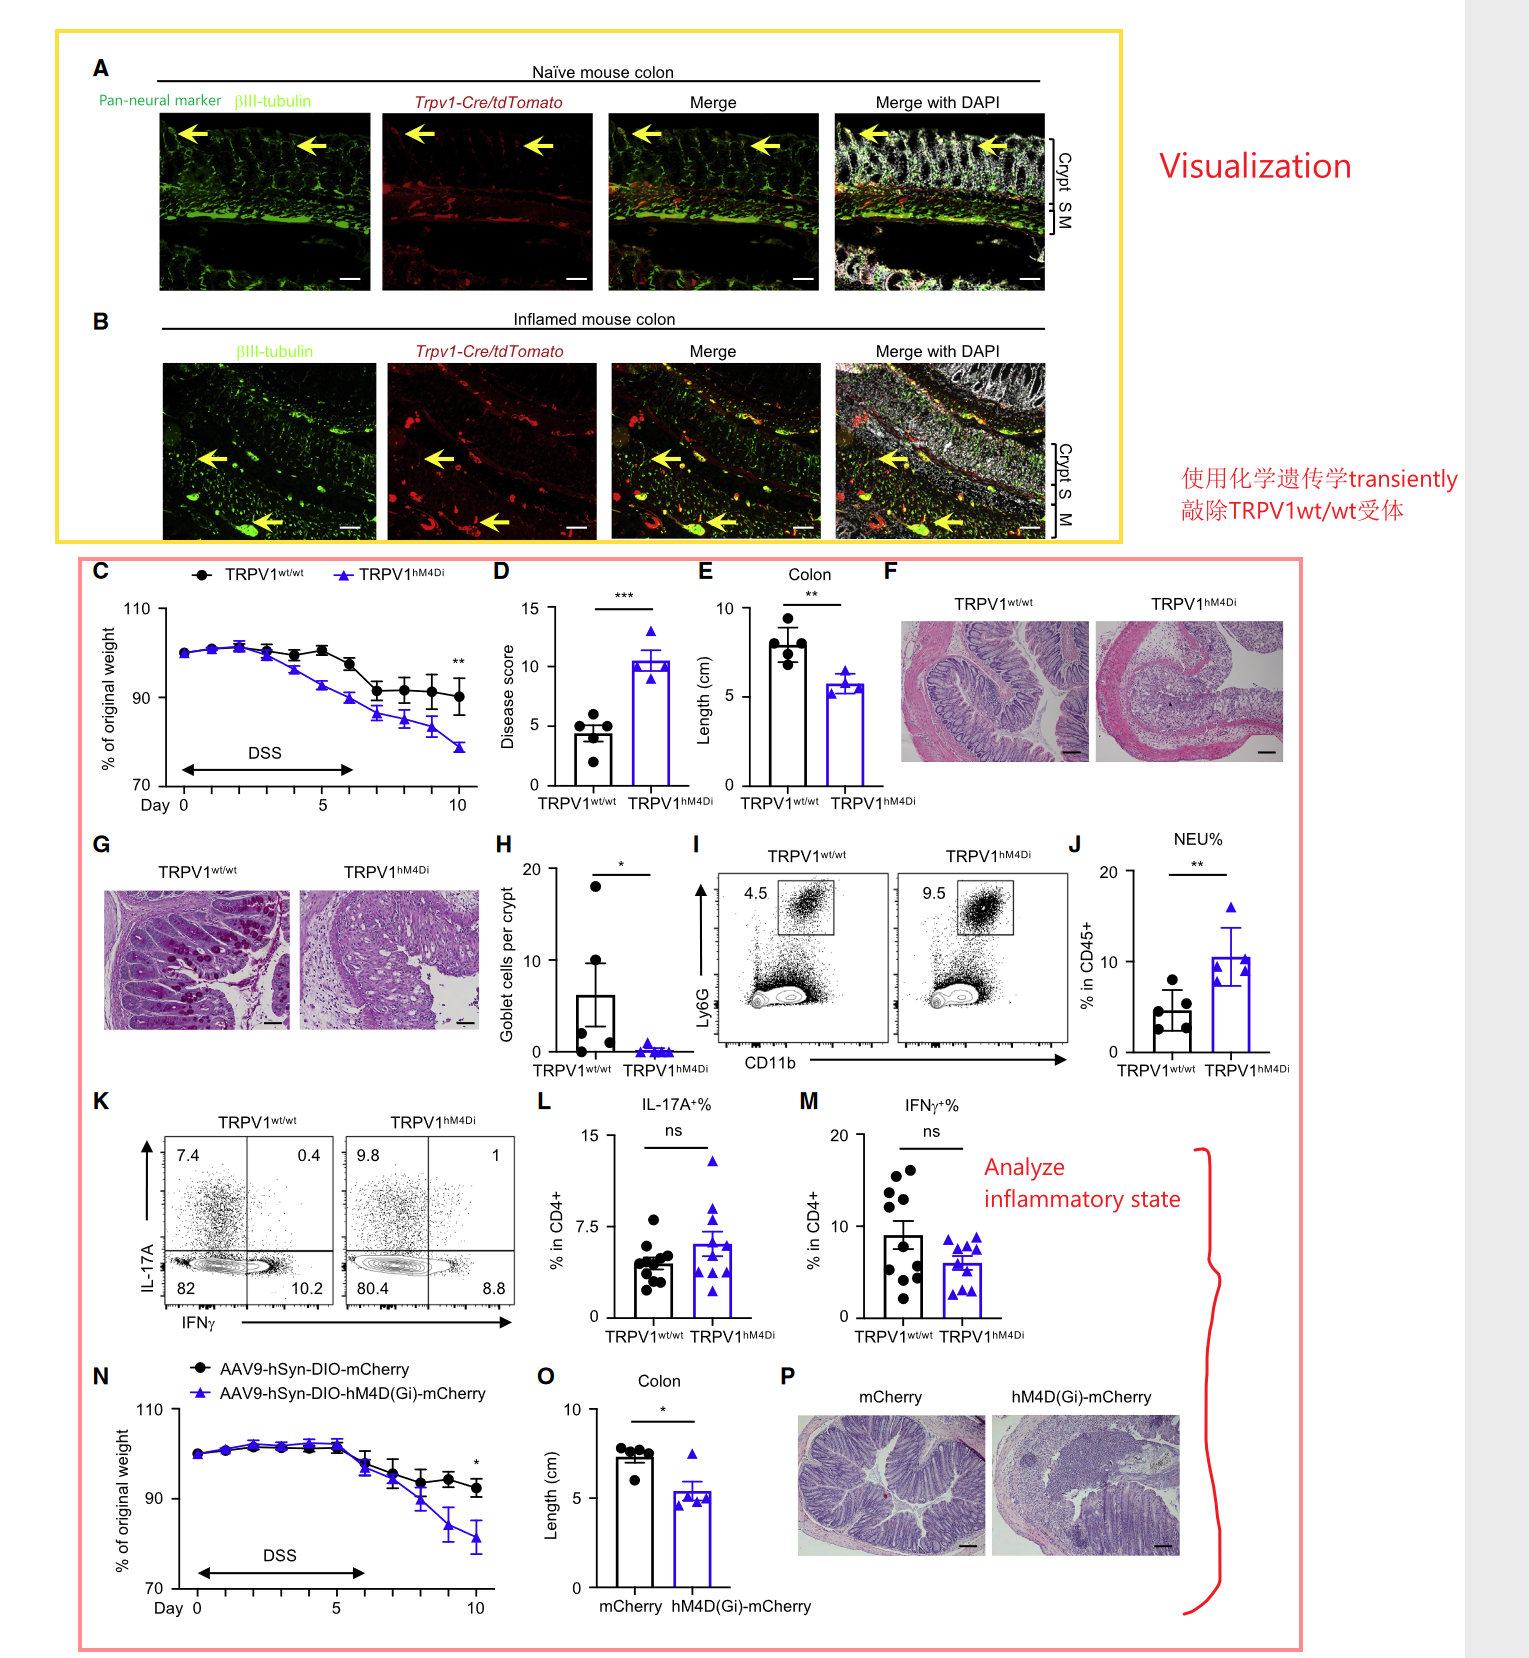 A
Naïve mouse colon
Pan-neural marker βIII-tubulin
Trpv1-Cre/tdTomato
Merge
Merge with DAPI
Crypt S M
Visualization
B
Inflamed mouse colon
βIII-tubulin
Trpv1-Cre/tdTomato
Merge
Merge with DAPI
Crypt S M
使用化学遗传学transiently
敲除TRPV1wt/wt受体
C
TRPV1wt/wt
TRPV1hM4Di
110
90
70
% of original weight
DSS
**
Day 0 5 10
D
***
15
10
5
0
Disease score
TRPV1wt/wt TRPV1hM4Di
E
Colon
**
10
5
0
Length (cm)
TRPV1wt/wt TRPV1hM4Di
F
TRPV1wt/wt
TRPV1hM4Di
G
TRPV1wt/wt
TRPV1hM4Di
H
*
20
10
0
Goblet cells per crypt
TRPV1wt/wt TRPV1hM4Di
I
TRPV1wt/wt
TRPV1hM4Di
4.5
9.5
Ly6G
CD11b
J
NEU%
**
20
10
0
% in CD45+
TRPV1wt/wt TRPV1hM4Di
K
TRPV1wt/wt
TRPV1hM4Di
7.4 0.4
82 10.2
9.8 1
80.4 8.8
IL-17A
IFNγ
L
IL-17A+%
ns
15
7.5
0
% in CD4+
TRPV1wt/wt TRPV1hM4Di
M
IFNγ+%
ns
20
10
0
% in CD4+
TRPV1wt/wt TRPV1hM4Di
Analyze
inflammatory state
N
AAV9-hSyn-DIO-mCherry
AAV9-hSyn-DIO-hM4D(Gi)-mCherry
110
90
70
% of original weight
DSS
*
Day 0 5 10
O
Colon
*
10
5
0
Length (cm)
mCherry hM4D(Gi)-mCherry
P
mCherry
hM4D(Gi)-mCherry